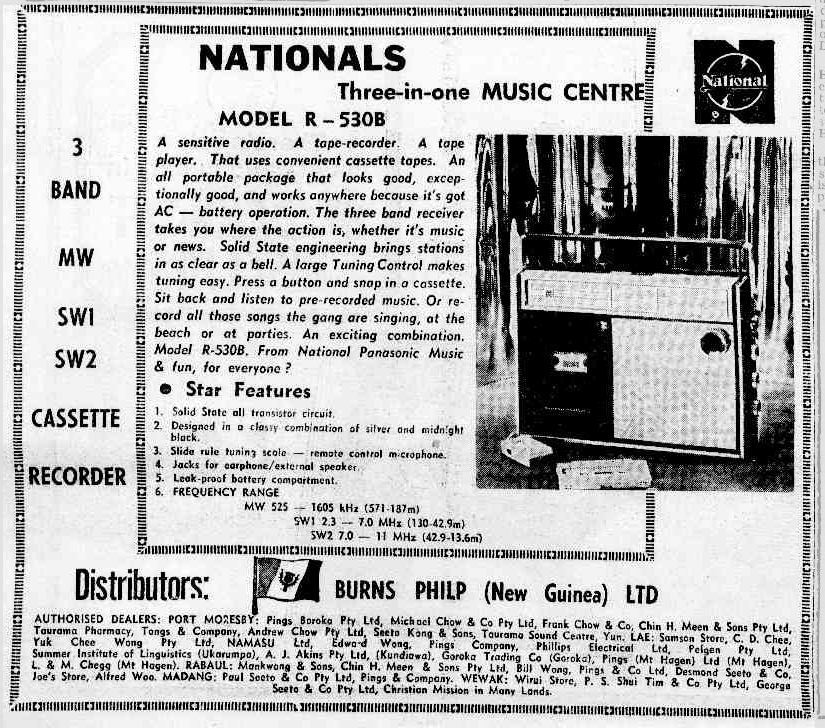 NATIONALS
Three-in-one MUSIC CENTRE
MODEL R – 530B
National
3
BAND
MW
SW1
SW2
CASSETTE
RECORDER
A sensitive radio. A tape-recorder. A tape
player. That uses convenient cassette tapes. An
all portable package that looks good, excep-
tionally good, and works anywhere because it's got
AC — battery operation. The three band receiver
takes you where the action is, whether it's music
or news. Solid State engineering brings stations
in as clear as a bell. A large Tuning Control makes
tuning easy. Press a button and snap in a cassette.
Sit back and listen to pre-recorded music. Or re-
cord all those songs the gang are singing, at the
beach or at parties. An exciting combination.
Model R-530B. From National Panasonic Music
& fun, for everyone ?
● Star Features
1. Solid State all transistor circuit.
2. Designed in a classy combination of silver and midnight
black.
3. Slide rule tuning scale — remote control microphone.
4. Jacks for earphone/external speaker.
5. Leak-proof battery compartment.
6. FREQUENCY RANGE
MW 525 — 1605 kHz (571-187m)
SW1 2.3 — 7.0 MHz (130-42.9m)
SW2 7.0 — 11 MHz (42.9-13.6m)
Distributors: BURNS PHILP (New Guinea) LTD
AUTHORISED DEALERS: PORT MORESBY: Pings Boroko Pty Ltd, Michael Chow & Co Pty Ltd, Frank Chow & Co, Chin H. Meen & Sons Pty Ltd,
Taurama Pharmacy, Tongs & Company, Andrew Chow Pty Ltd, Seeto Kong & Sons, Taurama Sound Centre, Yun. LAE: Samson Store, C. D. Chee,
Yuk Chee Wong Pty Ltd, NAMASU Ltd, Edward Wong, Pings Company, Phillips Electrical Ltd, Pelgen Pty Ltd,
Summer Institute of Linguistics (Ukarumpa), A. J. Akins Pty Ltd, (Kundiawa), Goroka Trading Co (Goroka), Pings (Mt Hagen) Ltd (Mt Hagen),
L. & M. Chegg (Mt Hagen). RABAUL: Mankwong & Sons, Chin H. Meen & Sons Pty Ltd, Bill Wong, Pings & Co Ltd, Desmond Seeto & Co,
Joe's Store, Alfred Woo. MADANG: Paul Seeto & Co Pty Ltd, Pings & Company. WEWAK: Wirui Store, P. S. Shui Tim & Co Pty Ltd, George
Seeto & Co Pty Ltd, Christian Mission in Many Lands.